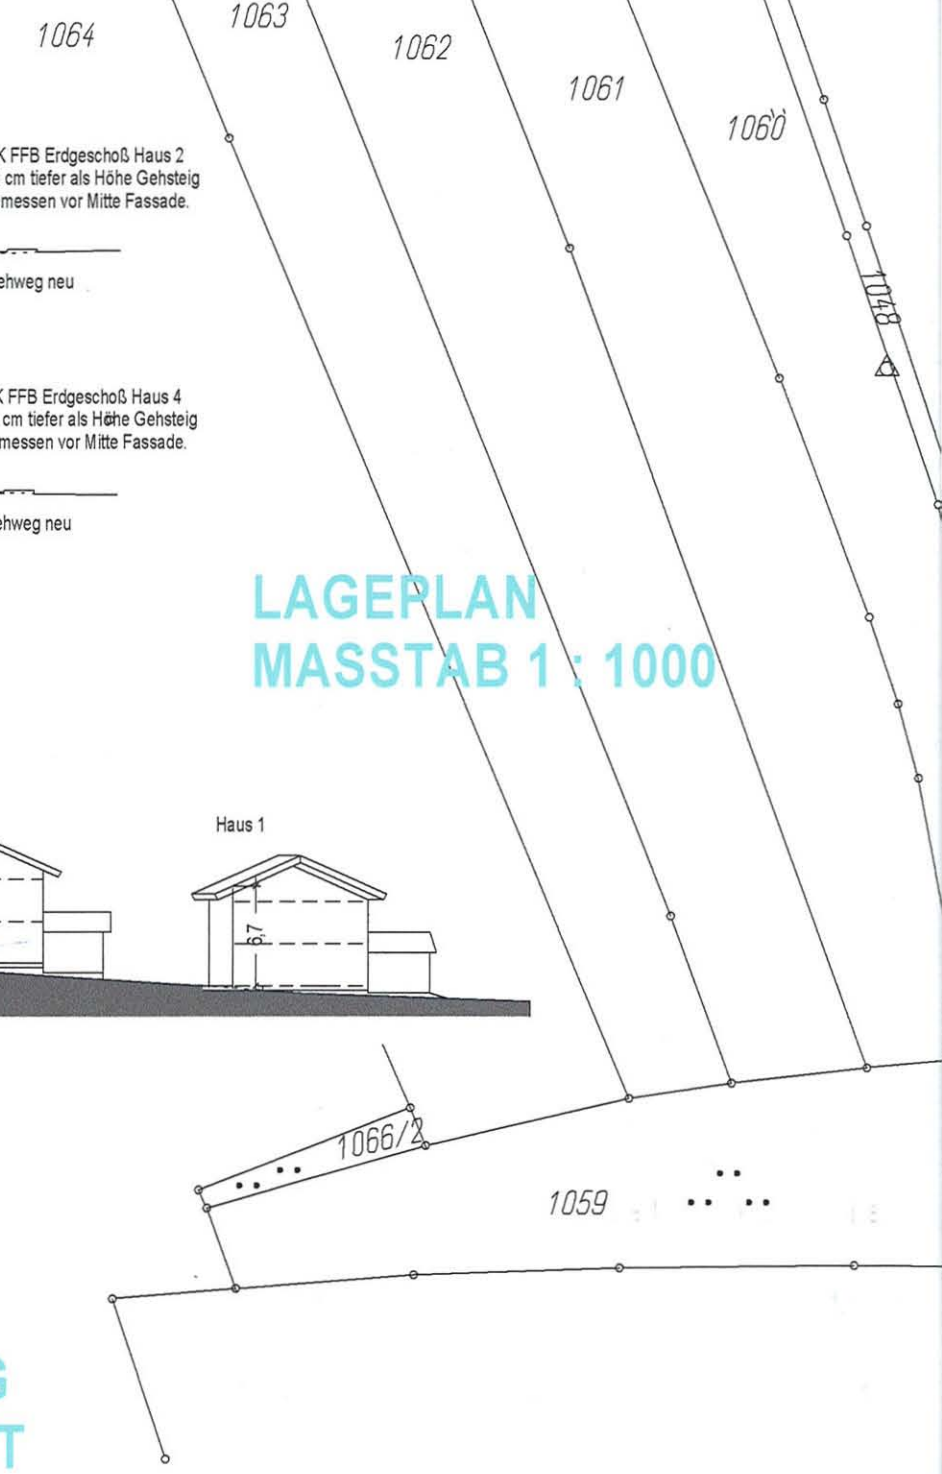 1064
1063
1062
1061
1060
K FFB Erdgeschoß Haus 2
cm tiefer als Höhe Gehsteig
messen vor Mitte Fassade.
ehweg neu
1048
K FFB Erdgeschoß Haus 4
cm tiefer als Höhe Gehsteig
messen vor Mitte Fassade.
ehweg neu
LAGEPLAN
MASSTAB 1 : 1000
Haus 1
6,7
1066/2
1059
G
T